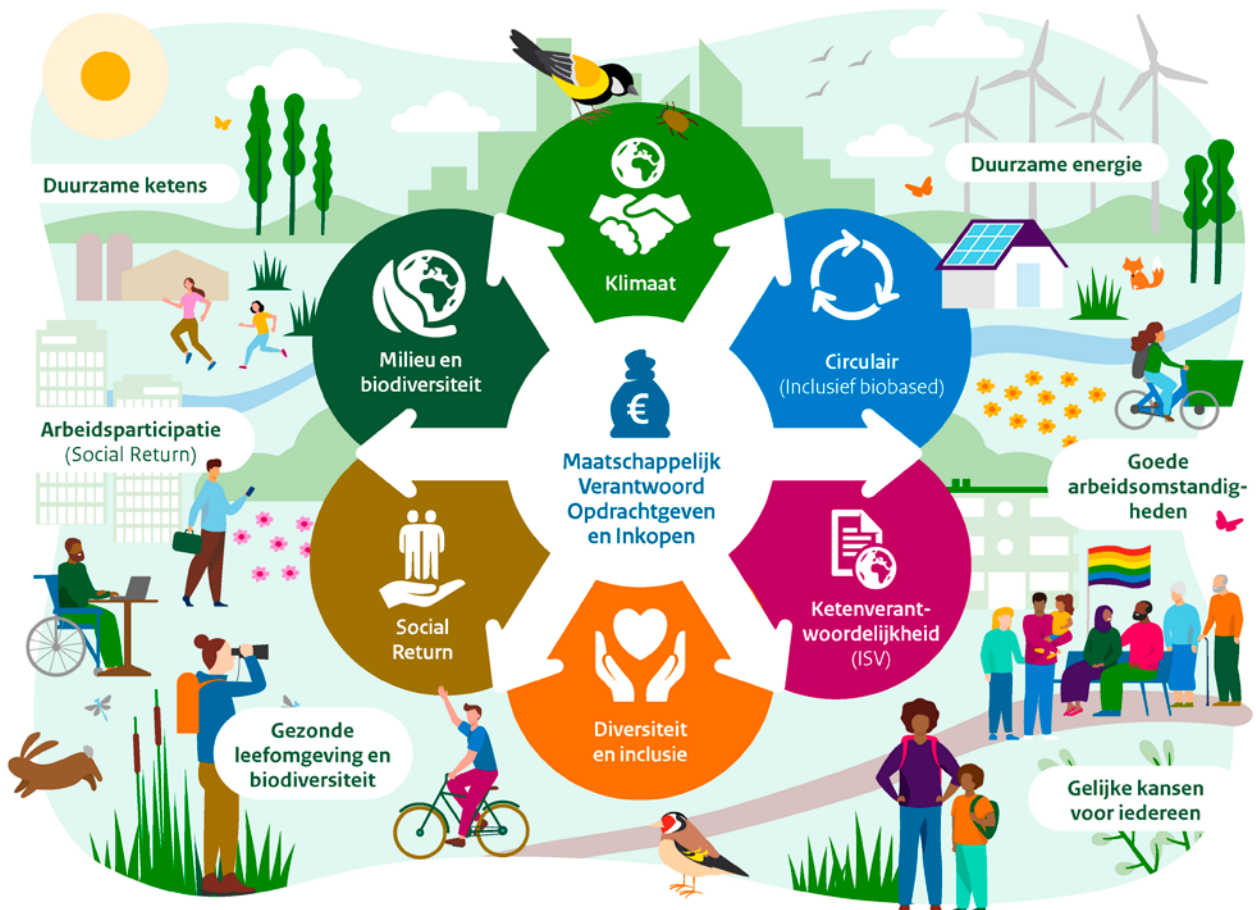 Duurzame ketens
Duurzame energie
Klimaat
Milieu en
biodiversiteit
Circulair
(Inclusief biobased)
Arbeidsparticipatie
(Social Return)
€
Maatschappelijk
Verantwoord
Opdrachtgeven
en Inkopen
Goede
arbeidsomstandig-
heden
Social
Return
Ketenverant-
woordelijkheid
(ISV)
Diversiteit
en inclusie
Gezonde
leefomgeving en
biodiversiteit
Gelijke kansen
voor iedereen